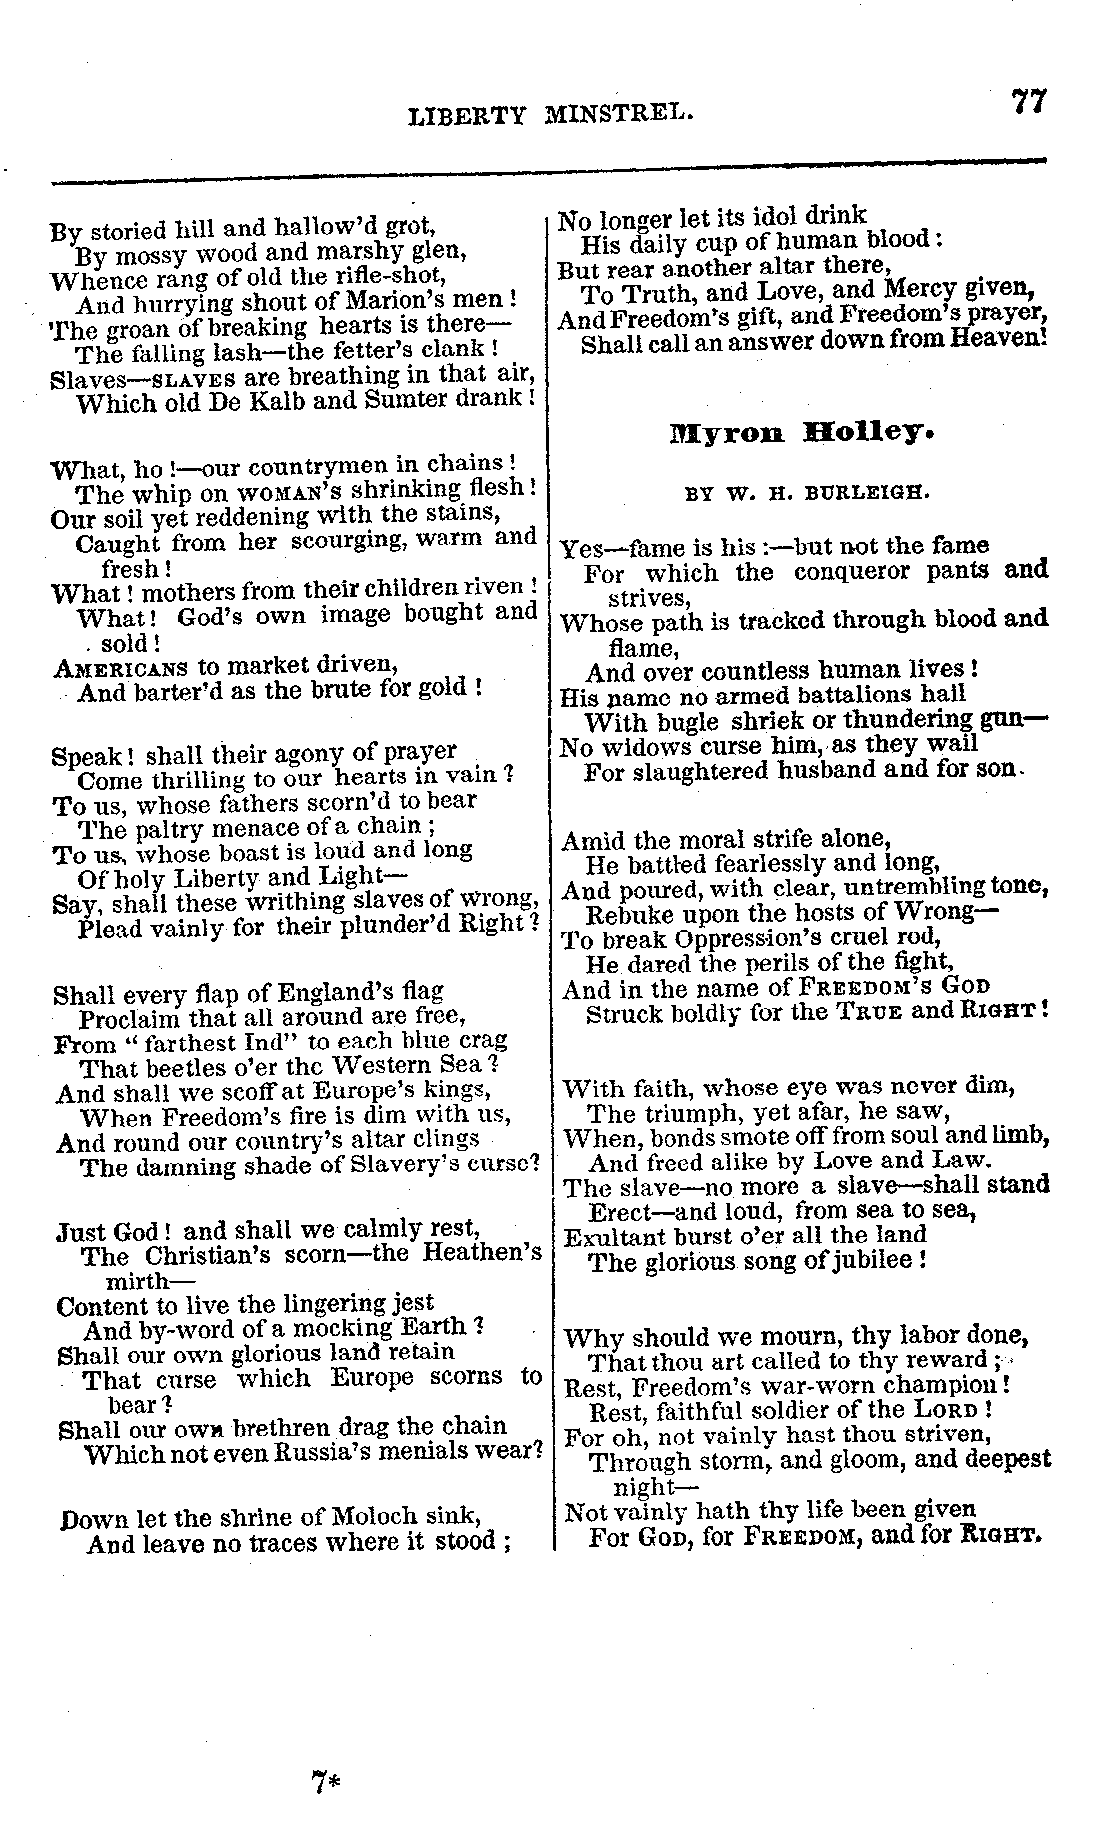 LIBERTY MINSTREL.
77
By storied hill and hallow'd grot,
By mossy wood and marshy glen,
Whence rang of old the rifle-shot,
And hurrying shout of Marion's men!
'The groan of breaking hearts is there—
The falling lash—the fetter's clank!
Slaves—SLAVES are breathing in that air,
Which old De Kalb and Sumter drank!
What, ho!—our countrymen in chains!
The whip on WOMAN'S shrinking flesh!
Our soil yet reddening with the stains,
Caught from her scourging, warm and
fresh!
What! mothers from their children riven!
What! God's own image bought and
sold!
AMERICANS to market driven,
And barter'd as the brute for gold!
Speak! shall their agony of prayer
Come thrilling to our hearts in vain?
To us, whose fathers scorn'd to bear
The paltry menace of a chain;
To us, whose boast is loud and long
Of holy Liberty and Light—
Say, shall these writhing slaves of Wrong,
Plead vainly for their plunder'd Right?
Shall every flap of England's flag
Proclaim that all around are free,
From "farthest Ind" to each blue crag
That beetles o'er the Western Sea?
And shall we scoff at Europe's kings,
When Freedom's fire is dim with us,
And round our country's altar clings
The damning shade of Slavery's curse?
Just God! and shall we calmly rest,
The Christian's scorn—the Heathen's
mirth—
Content to live the lingering jest
And by-word of a mocking Earth?
Shall our own glorious land retain
That curse which Europe scorns to
bear?
Shall our own brethren drag the chain
Which not even Russia's menials wear?
Down let the shrine of Moloch sink,
And leave no traces where it stood;
No longer let its idol drink
His daily cup of human blood:
But rear another altar there,
To Truth, and Love, and Mercy given,
And Freedom's gift, and Freedom's prayer,
Shall call an answer down from Heaven!
Myron Holley.
BY W. H. BURLEIGH.
Yes—fame is his:—but not the fame
For which the conqueror pants and
strives,
Whose path is tracked through blood and
flame,
And over countless human lives!
His name no armed battalions hail
With bugle shriek or thundering gun—
No widows curse him, as they wail
For slaughtered husband and for son.
Amid the moral strife alone,
He battled fearlessly and long,
And poured, with clear, untrembling tone,
Rebuke upon the hosts of Wrong—
To break Oppression's cruel rod,
He dared the perils of the fight,
And in the name of FREEDOM'S GOD
Struck boldly for the TRUE and RIGHT!
With faith, whose eye was never dim,
The triumph, yet afar, he saw,
When, bonds smote off from soul and limb,
And freed alike by Love and Law.
The slave—no more a slave—shall stand
Erect—and loud, from sea to sea,
Exultant burst o'er all the land
The glorious song of jubilee!
Why should we mourn, thy labor done,
That thou art called to thy reward;
Rest, Freedom's war-worn champion!
Rest, faithful soldier of the LORD!
For oh, not vainly hast thou striven,
Through storm, and gloom, and deepest
night—
Not vainly hath thy life been given
For GOD, for FREEDOM, and for RIGHT.
7*